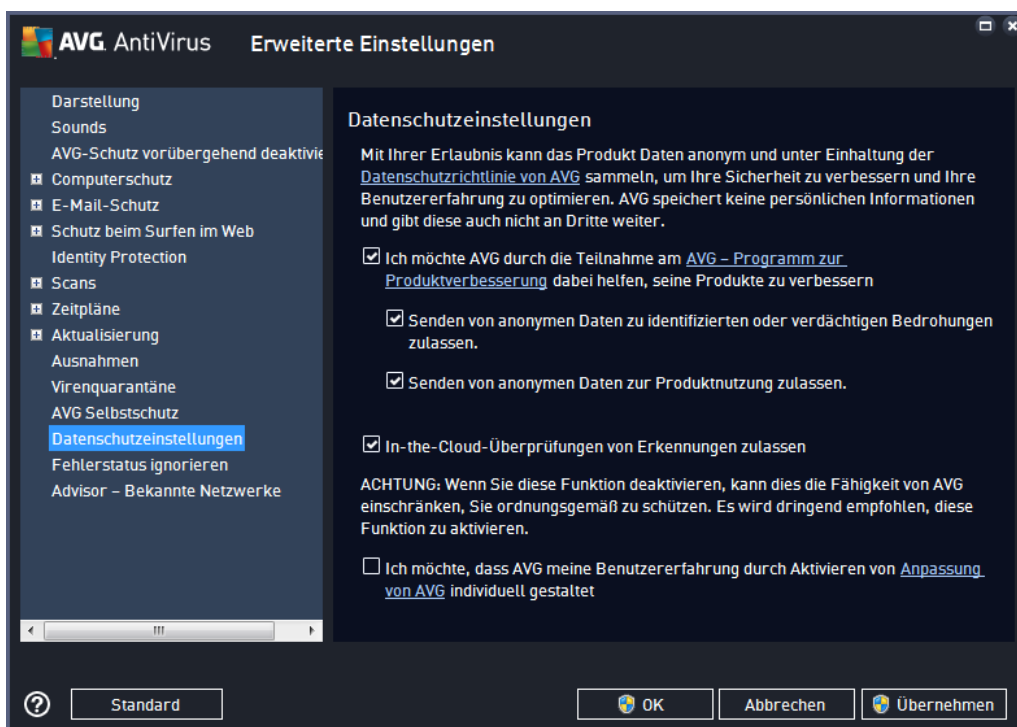 AVG. AntiVirus Erweiterte Einstellungen
Darstellung
Sounds
AVG-Schutz vorübergehend deaktivie
Computerschutz
E-Mail-Schutz
Schutz beim Surfen im Web
Identity Protection
Scans
Zeitpläne
Aktualisierung
Ausnahmen
Virenquarantäne
AVG Selbstschutz
Datenschutzeinstellungen
Fehlerstatus ignorieren
Advisor – Bekannte Netzwerke
Datenschutzeinstellungen
Mit Ihrer Erlaubnis kann das Produkt Daten anonym und unter Einhaltung der
Datenschutzrichtlinie von AVG sammeln, um Ihre Sicherheit zu verbessern und Ihre
Benutzererfahrung zu optimieren. AVG speichert keine persönlichen Informationen
und gibt diese auch nicht an Dritte weiter.
Ich möchte AVG durch die Teilnahme am AVG – Programm zur
Produktverbesserung dabei helfen, seine Produkte zu verbessern
Senden von anonymen Daten zu identifizierten oder verdächtigen Bedrohungen
zulassen.
Senden von anonymen Daten zur Produktnutzung zulassen.
In-the-Cloud-Überprüfungen von Erkennungen zulassen
ACHTUNG: Wenn Sie diese Funktion deaktivieren, kann dies die Fähigkeit von AVG
einschränken, Sie ordnungsgemäß zu schützen. Es wird dringend empfohlen, diese
Funktion zu aktivieren.
Ich möchte, dass AVG meine Benutzererfahrung durch Aktivieren von Anpassung
von AVG individuell gestaltet
? Standard OK Abbrechen Übernehmen